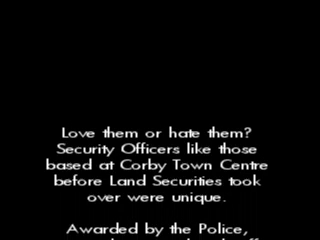 Love them or hate them?
Security Officers like those
based at Corby Town Centre
before Land Securities took
over were unique.
Awarded by the Police,